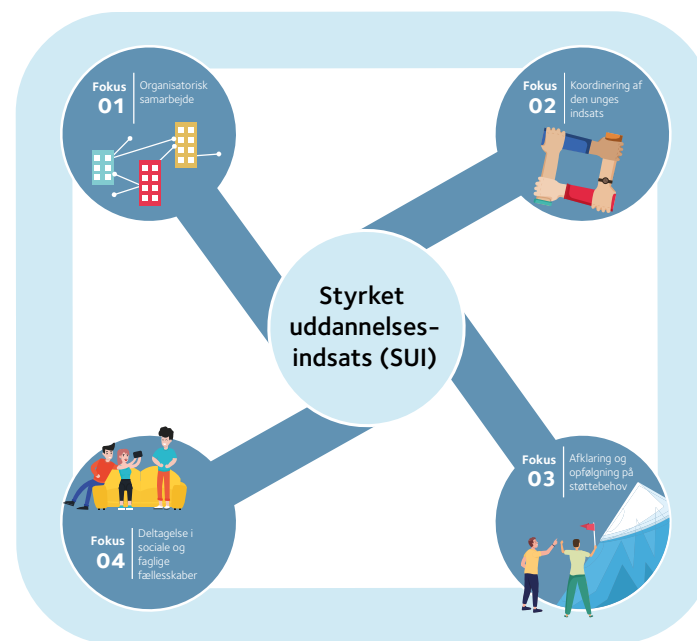 Fokus
01
Organisatorisk
samarbejde
Fokus
02
Koordinering af
den unges
indsats
Styrket
uddannelses-
indsats (SUI)
Fokus
03
Afklaring og
opfølgning på
støttebehov
Fokus
04
Deltagelse i
sociale og
faglige
fællesskaber